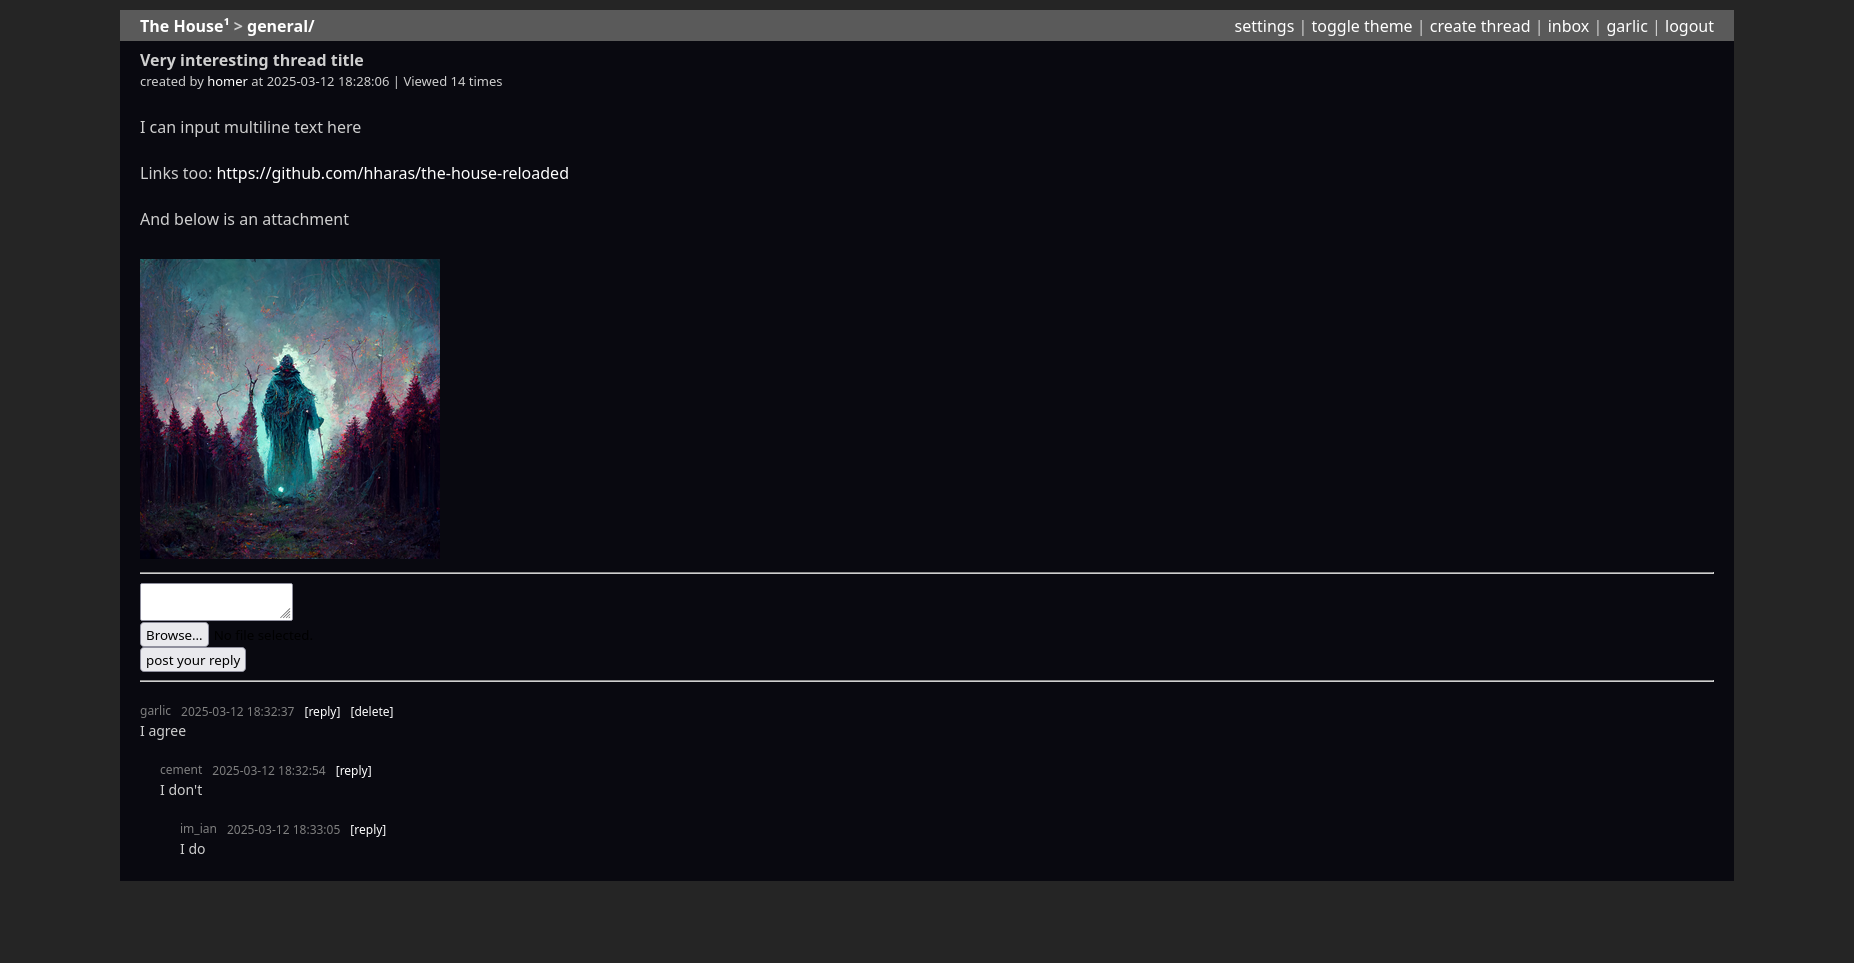 The House¹ > general/
settings | toggle theme | create thread | inbox | garlic | logout
Very interesting thread title
created by homer at 2025-03-12 18:28:06 | Viewed 14 times
I can input multiline text here
Links too: https://github.com/hharas/the-house-reloaded
And below is an attachment
Browse... No file selected.
post your reply
garlic 2025-03-12 18:32:37 [reply] [delete]
I agree
cement 2025-03-12 18:32:54 [reply]
I don't
im_ian 2025-03-12 18:33:05 [reply]
I do